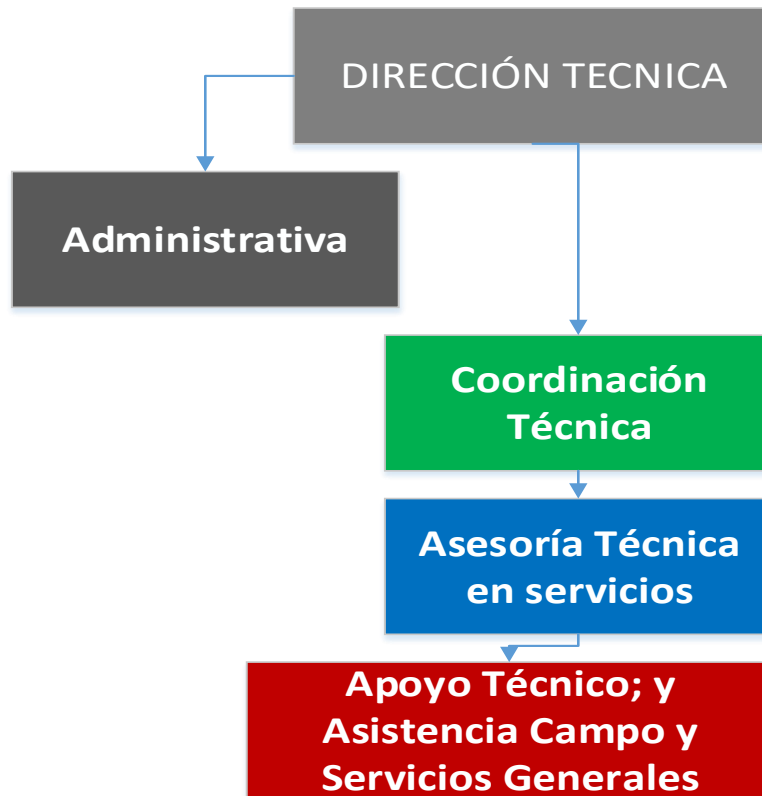 DIRECCIÓN TECNICA
Administrativa
Coordinación
Técnica
Asesoría Técnica
en servicios
Apoyo Técnico; y
Asistencia Campo y
Servicios Generales